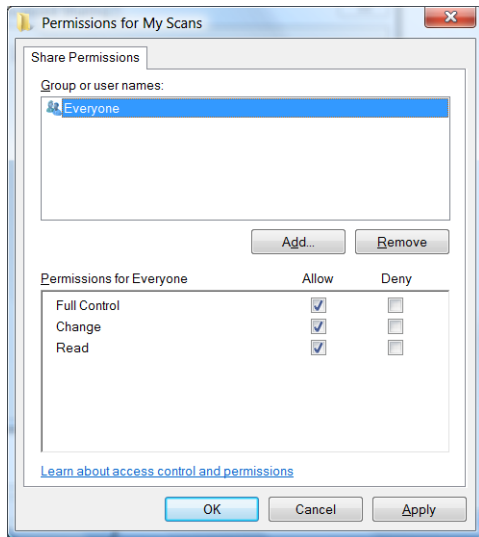 Permissions for My Scans
Share Permissions
Group or user names:
Everyone
Add... Remove
Permissions for Everyone Allow Deny
Full Control
Change
Read
Learn about access control and permissions
OK Cancel Apply